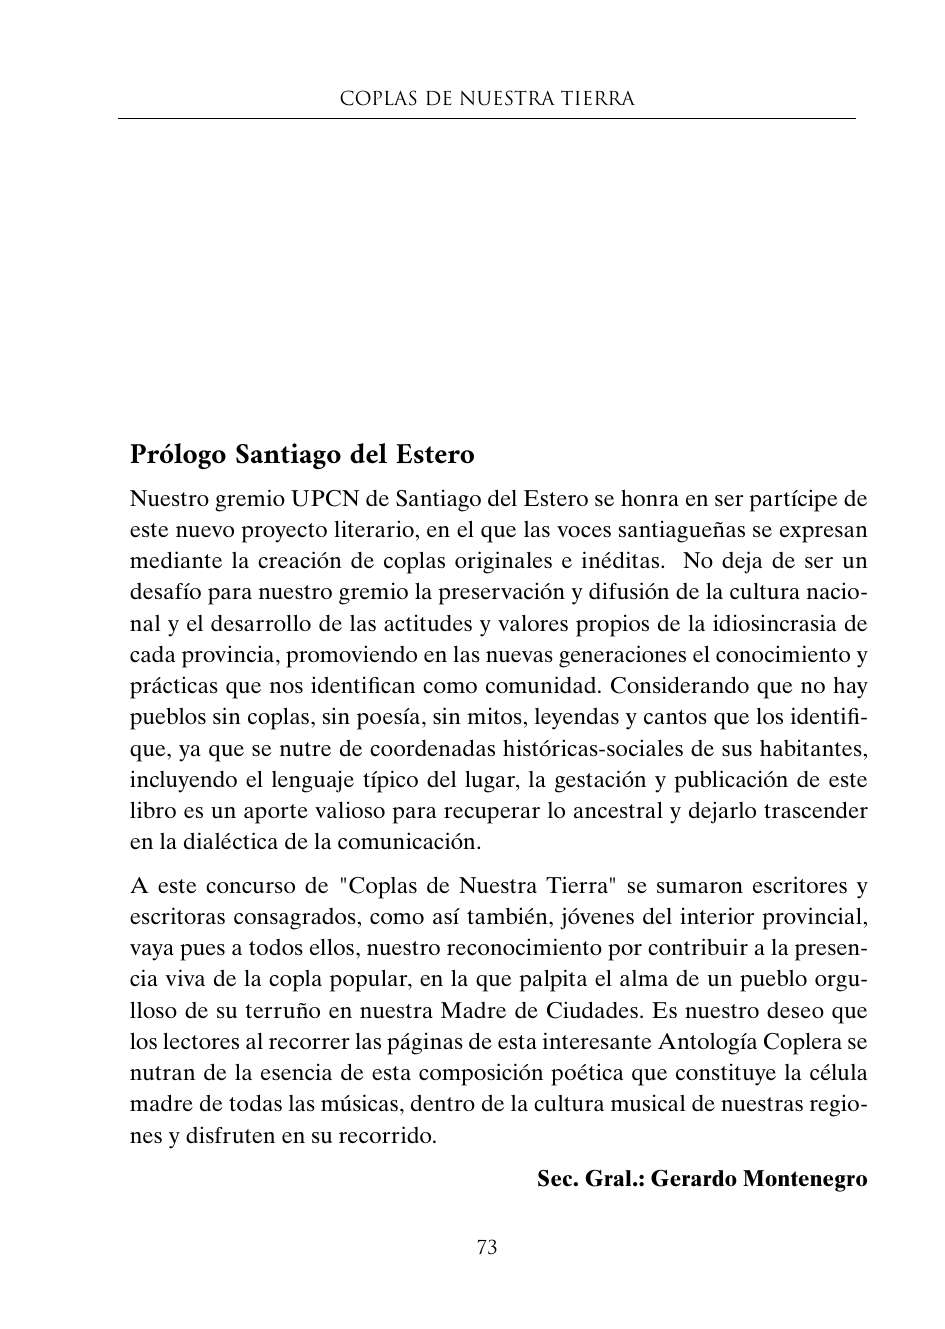 COPLAS DE NUESTRA TIERRA
Prólogo Santiago del Estero
Nuestro gremio UPCN de Santiago del Estero se honra en ser partícipe de
este nuevo proyecto literario, en el que las voces santiagueñas se expresan
mediante la creación de coplas originales e inéditas.  No deja de ser un
desafío para nuestro gremio la preservación y difusión de la cultura nacio-
nal y el desarrollo de las actitudes y valores propios de la idiosincrasia de
cada provincia, promoviendo en las nuevas generaciones el conocimiento y
prácticas que nos identifican como comunidad. Considerando que no hay
pueblos sin coplas, sin poesía, sin mitos, leyendas y cantos que los identifi-
que, ya que se nutre de coordenadas históricas-sociales de sus habitantes,
incluyendo el lenguaje típico del lugar, la gestación y publicación de este
libro es un aporte valioso para recuperar lo ancestral y dejarlo trascender
en la dialéctica de la comunicación.
A este concurso de "Coplas de Nuestra Tierra" se sumaron escritores y
escritoras consagrados, como así también, jóvenes del interior provincial,
vaya pues a todos ellos, nuestro reconocimiento por contribuir a la presen-
cia viva de la copla popular, en la que palpita el alma de un pueblo orgu-
lloso de su terruño en nuestra Madre de Ciudades. Es nuestro deseo que
los lectores al recorrer las páginas de esta interesante Antología Coplera se
nutran de la esencia de esta composición poética que constituye la célula
madre de todas las músicas, dentro de la cultura musical de nuestras regio-
nes y disfruten en su recorrido.
Sec. Gral.: Gerardo Montenegro
73